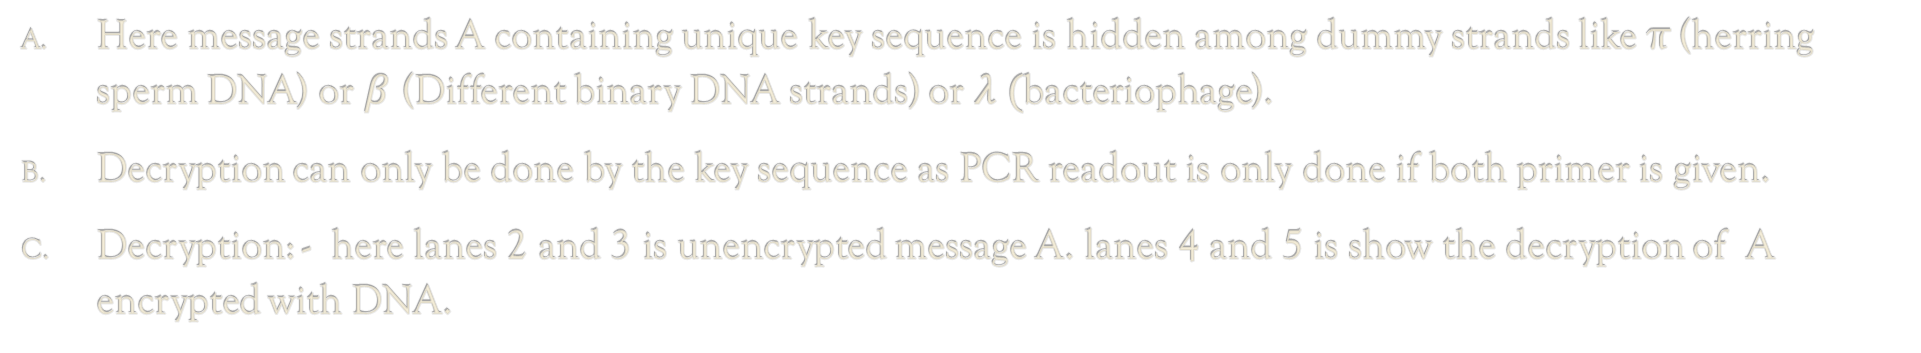 A. Here message strands A containing unique key sequence is hidden among dummy strands like π (herring
sperm DNA) or β (Different binary DNA strands) or λ (bacteriophage).
B. Decryption can only be done by the key sequence as PCR readout is only done if both primer is given.
C. Decryption:- here lanes 2 and 3 is unencrypted message A. lanes 4 and 5 is show the decryption of A
encrypted with DNA.